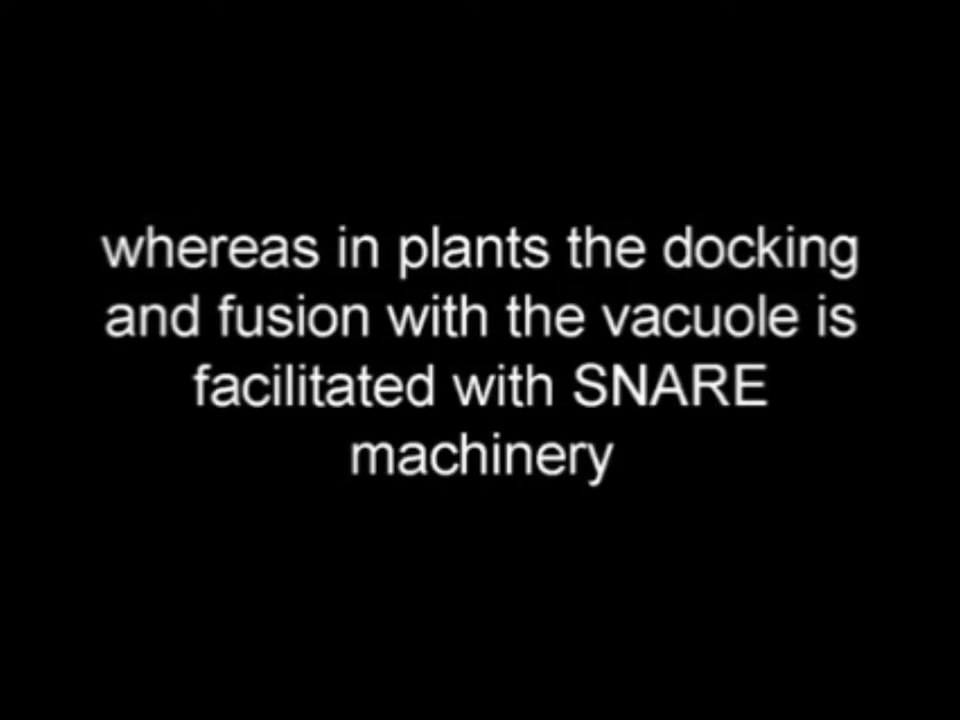 whereas in plants the docking
and fusion with the vacuole is
facilitated with SNARE
machinery